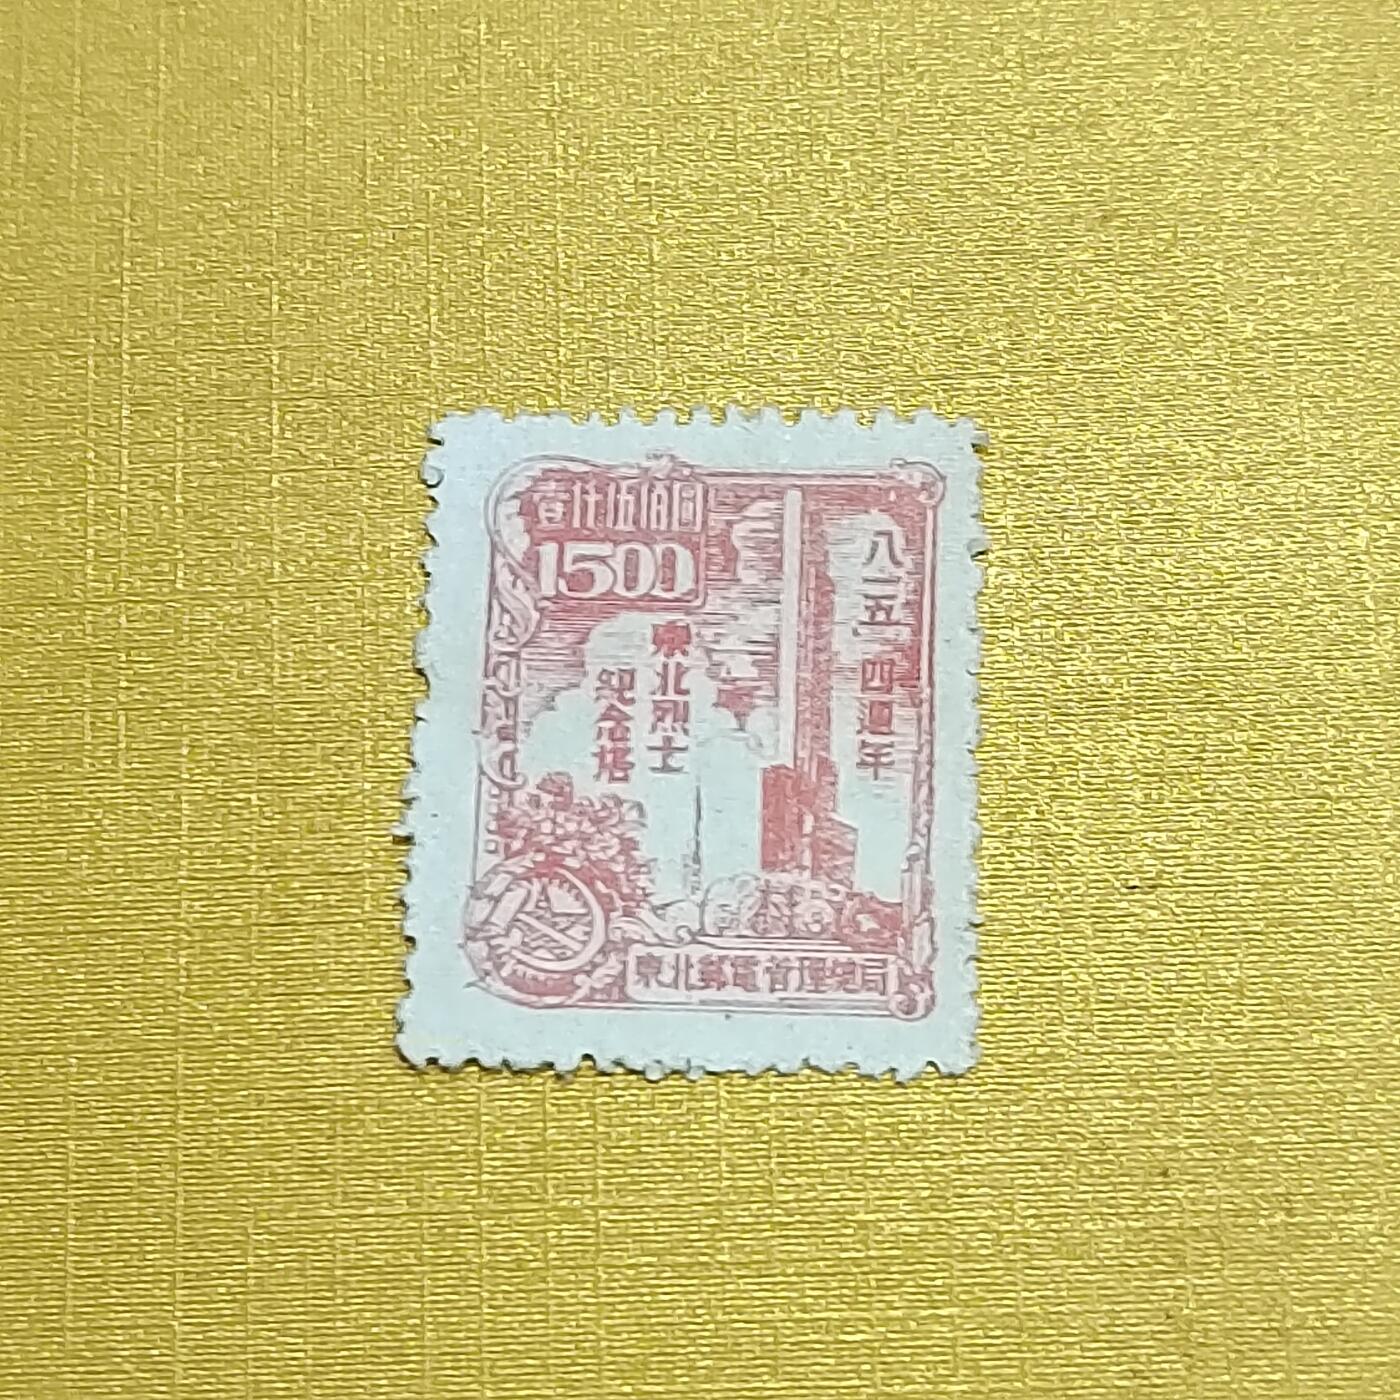 壹仟伍佰圓
1500
八一五 四週年
東北烈士
紀念塔
東北郵電管理總局